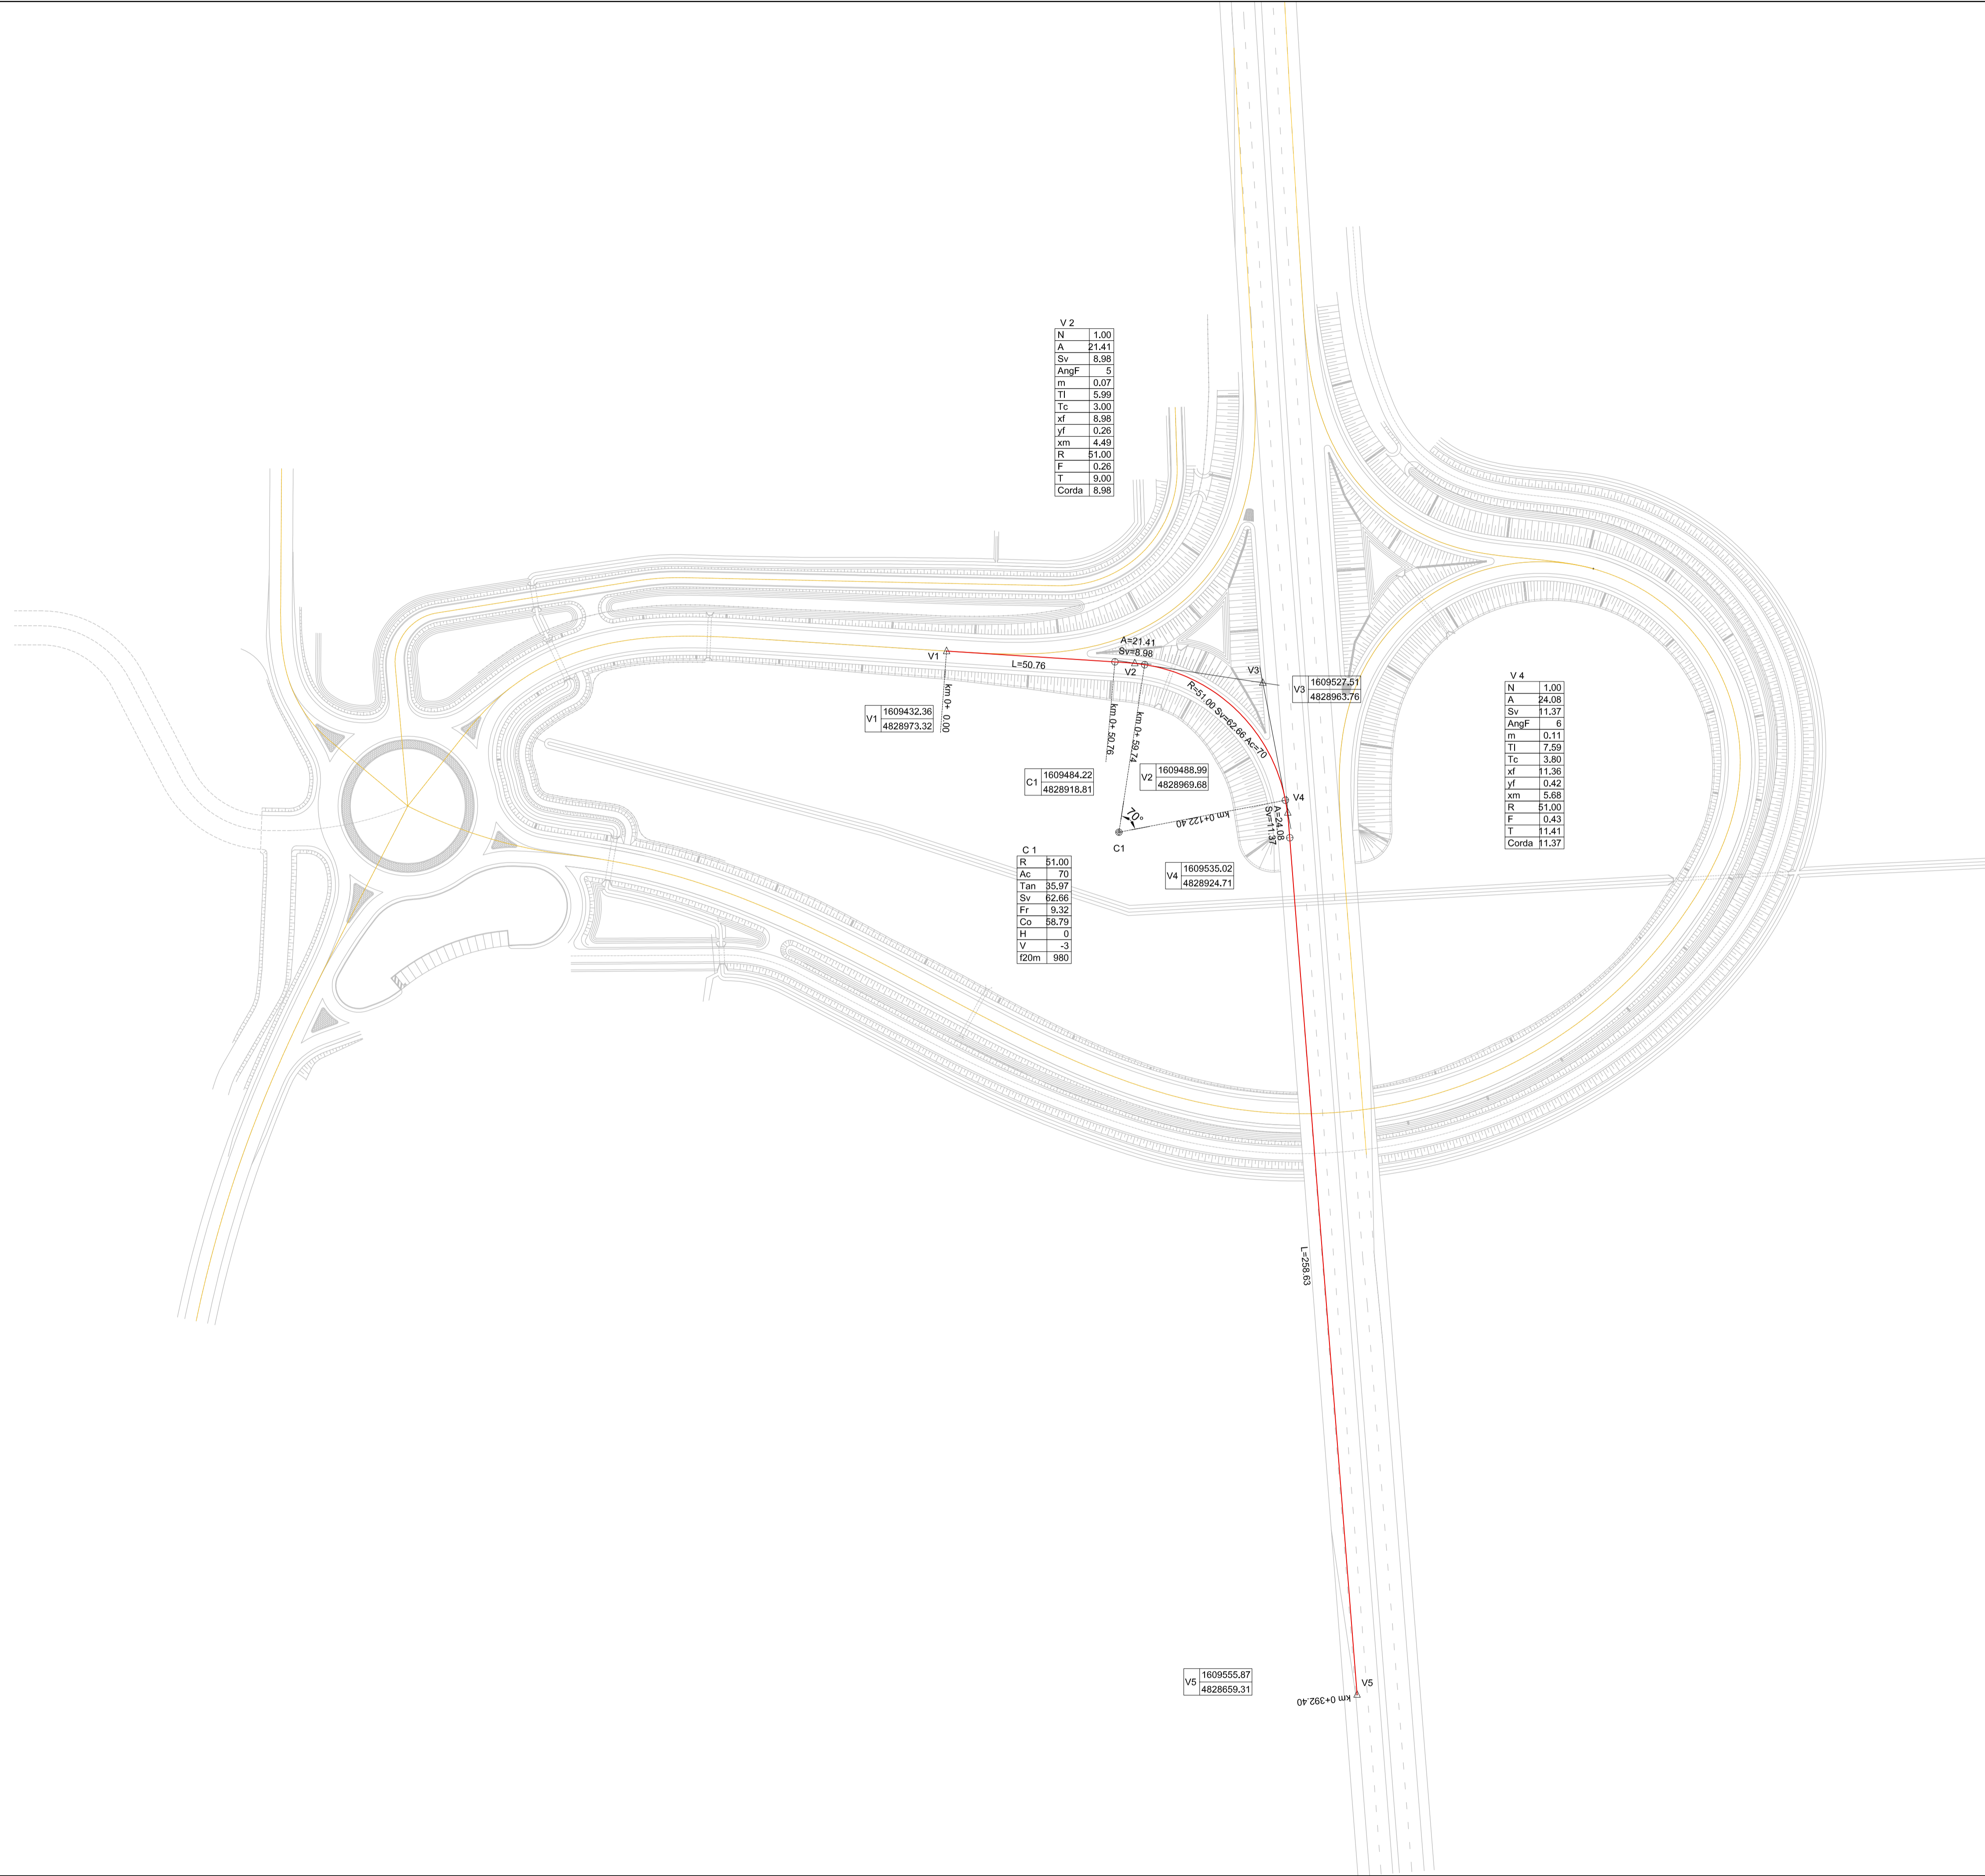 V 2
N 1.00
A 21.41
Sv 8.98
AngF 5
m 0.07
Tl 5.99
Tc 3.00
xf 8.98
yf 0.26
xm 4.49
R 51.00
F 0.26
T 9.00
Corda 8.98
A=21.41
Sv=8.98
V1
L=50.76
V2
V3
V3 1609527.51
4828963.76
V 4
N 1.00
A 24.08
Sv 11.37
AngF 6
m 0.11
Tl 7.59
Tc 3.80
xf 11.36
yf 0.42
xm 5.68
R 51.00
F 0.43
T 11.41
Corda 11.37
V1 1609432.36
4828973.32
km 0+ 0.00
km 0+ 50.76
km 0+ 59.74
R=51.00 Sv=62.66 Ac=70
C1 1609484.22
4828918.81
V2 1609488.99
4828969.68
V4
A=24.08
Sv=11.37
70°
km 0+122.40
C1
V4 1609535.02
4828924.71
C 1
R 51.00
Ac 70
Tan 35.97
Sv 62.66
Fr 9.32
Co 58.79
H 0
V -3
f20m 980
L=258.63
V5 1609555.87
4828659.31
V5
km 0+392.40